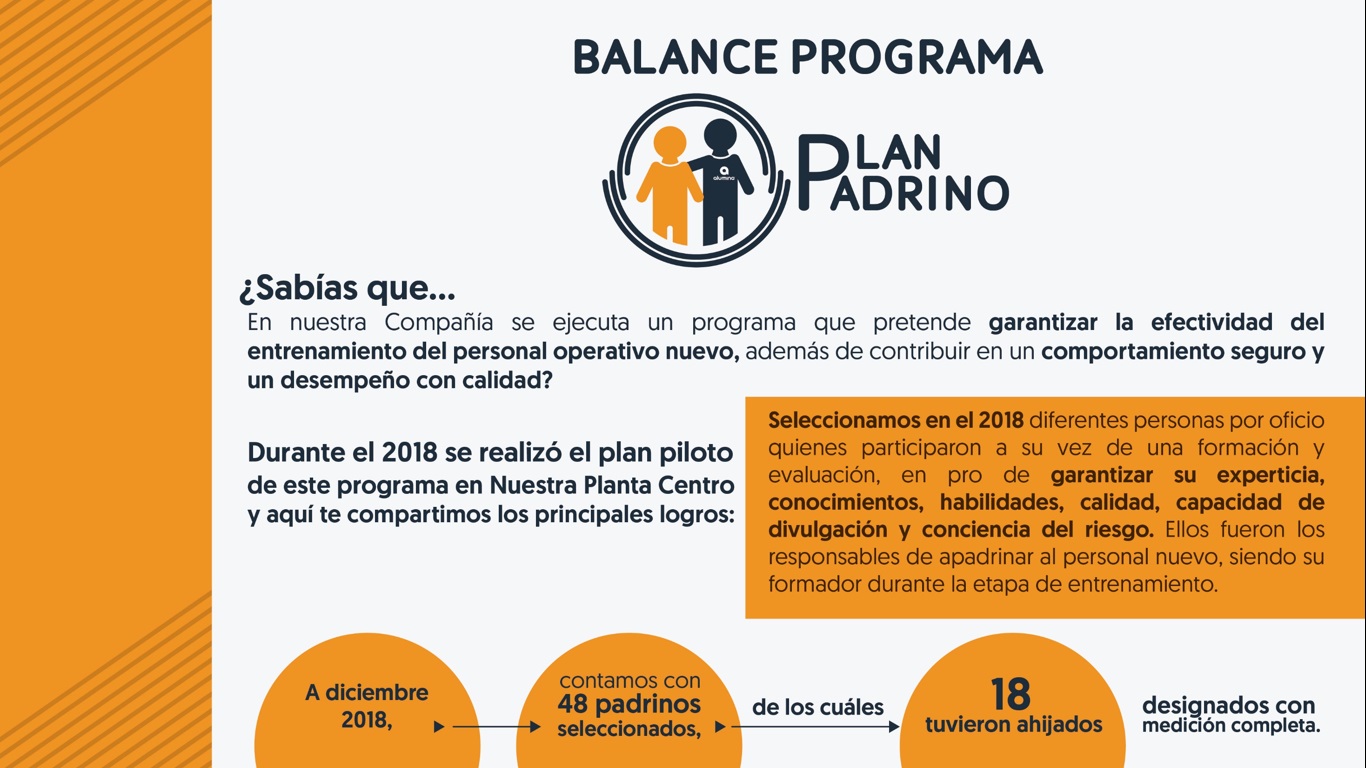 BALANCE PROGRAMA
alumina
PLAN
PADRINO
¿Sabías que...
En nuestra Compañía se ejecuta un programa que pretende garantizar la efectividad del
entrenamiento del personal operativo nuevo, además de contribuir en un comportamiento seguro y
un desempeño con calidad?
Durante el 2018 se realizó el plan piloto
de este programa en Nuestra Planta Centro
y aquí te compartimos los principales logros:
Seleccionamos en el 2018 diferentes personas por oficio
quienes participaron a su vez de una formación y
evaluación, en pro de garantizar su experticia,
conocimientos, habilidades, calidad, capacidad de
divulgación y conciencia del riesgo. Ellos fueron los
responsables de apadrinar al personal nuevo, siendo su
formador durante la etapa de entrenamiento.
A diciembre
2018,
contamos con
48 padrinos
seleccionados,
de los cuáles
18
tuvieron ahijados
designados con
medición completa.